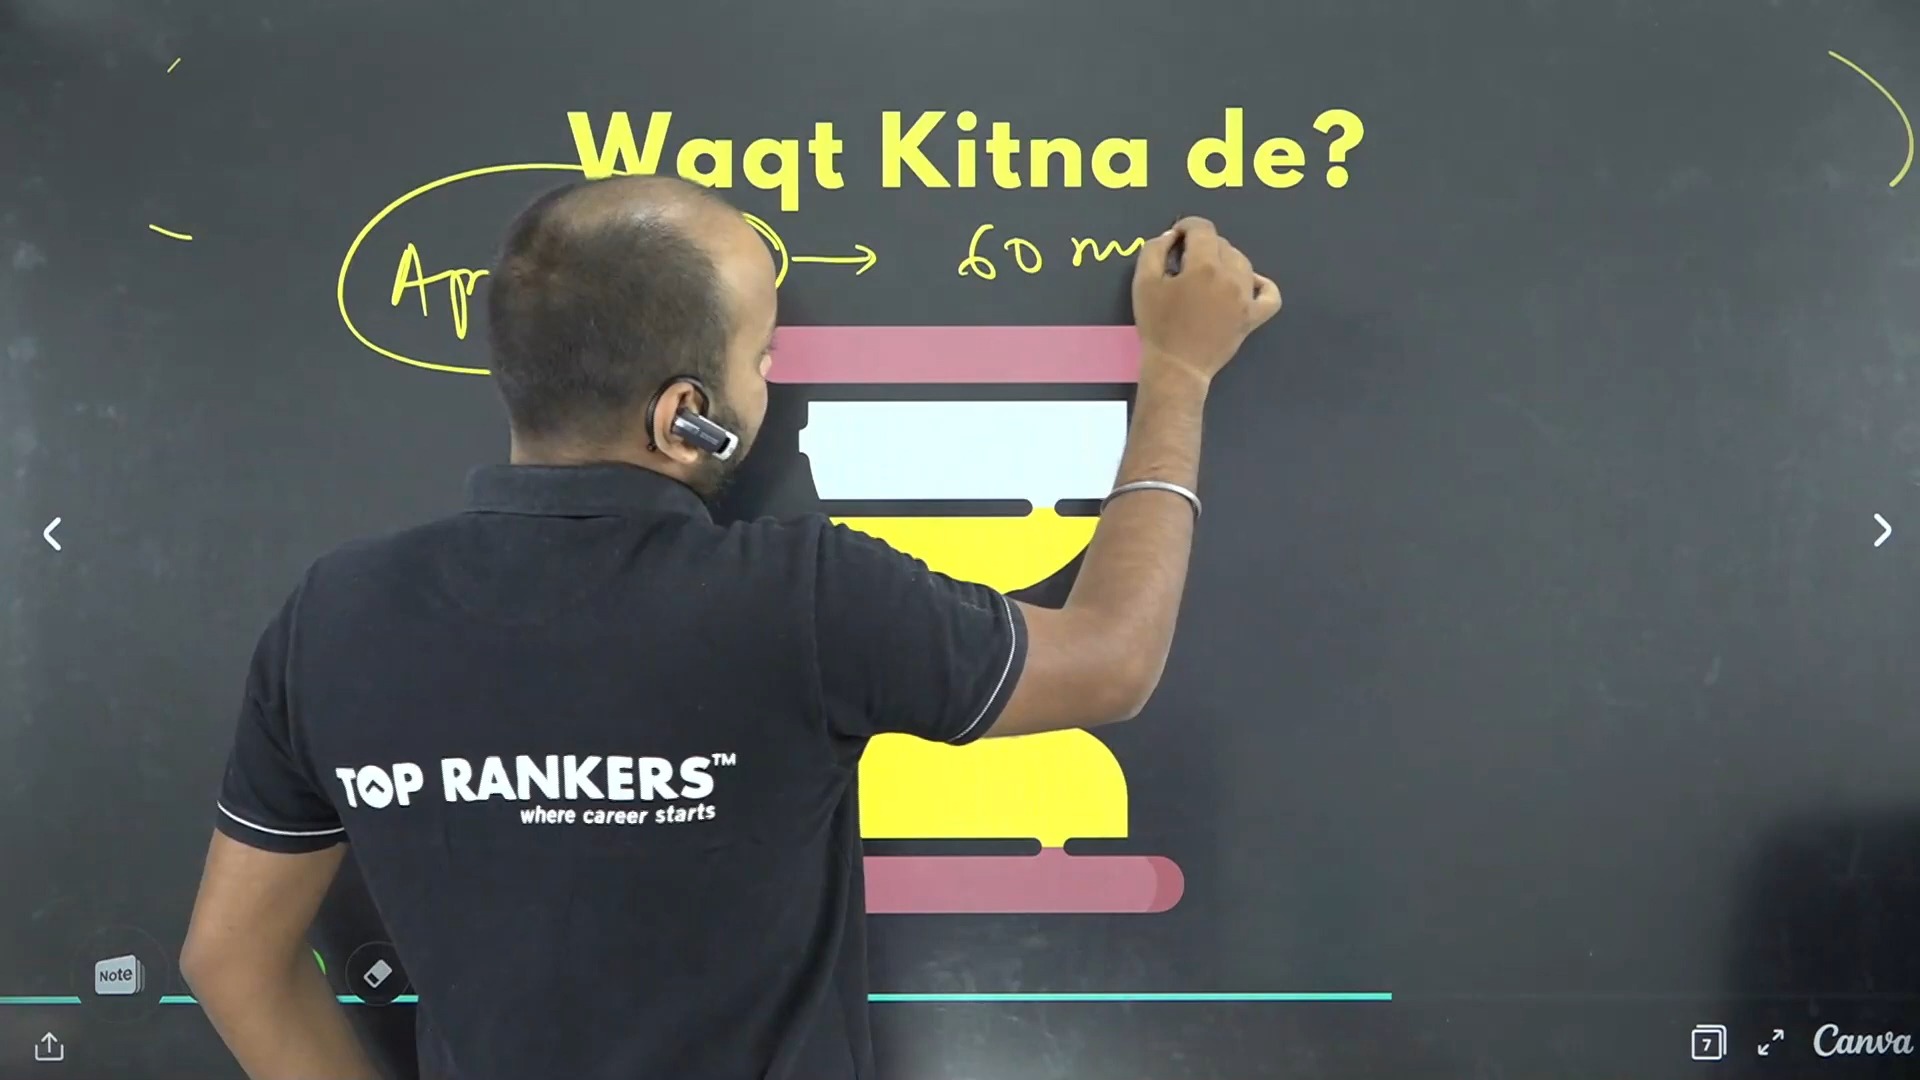 Waqt Kitna de?
→ 60
TOP RANKERS™
where career starts
Note
7
Canva